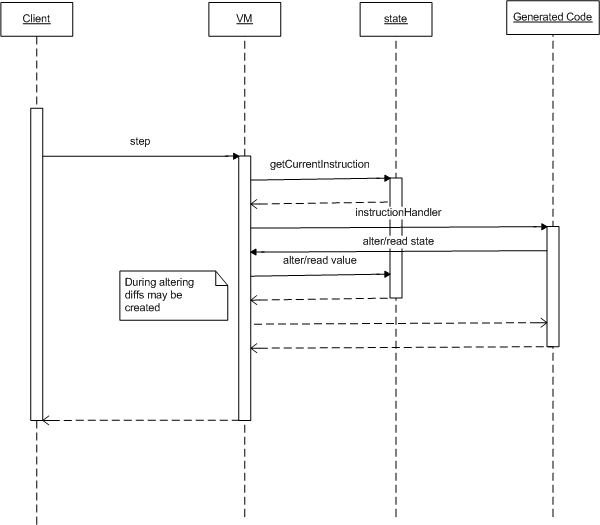 Client
VM
state
Generated Code
step
getCurrentInstruction
instructionHandler
alter/read state
alter/read value
During altering
diffs may be
created